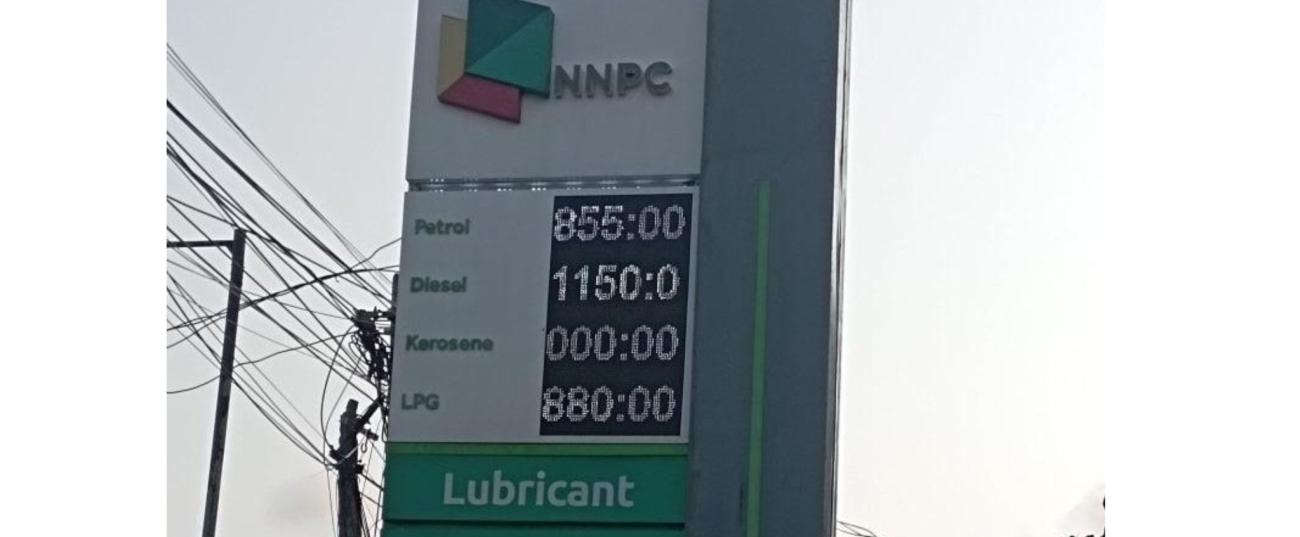 NNPC
Petrol 855:00
Diesel 1150:0
Kerosene 000:00
LPG 880:00
Lubricant